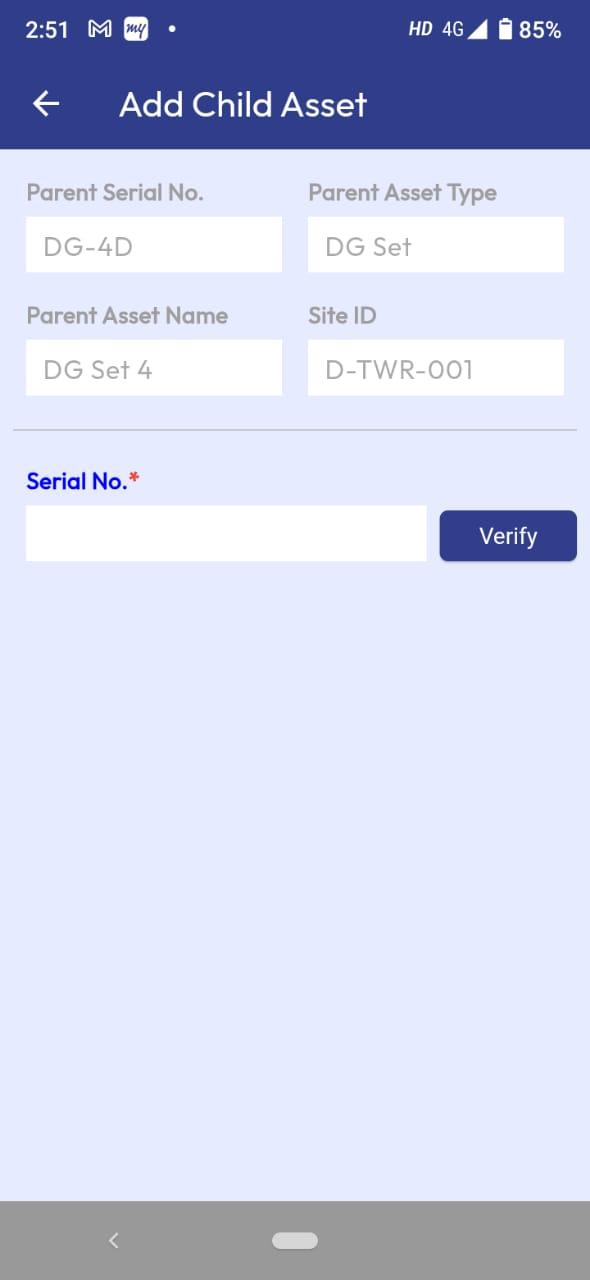 2:51 my HD 4G 85%
Add Child Asset
Parent Serial No. Parent Asset Type
DG-4D DG Set
Parent Asset Name Site ID
DG Set 4 D-TWR-001
Serial No.*
Verify